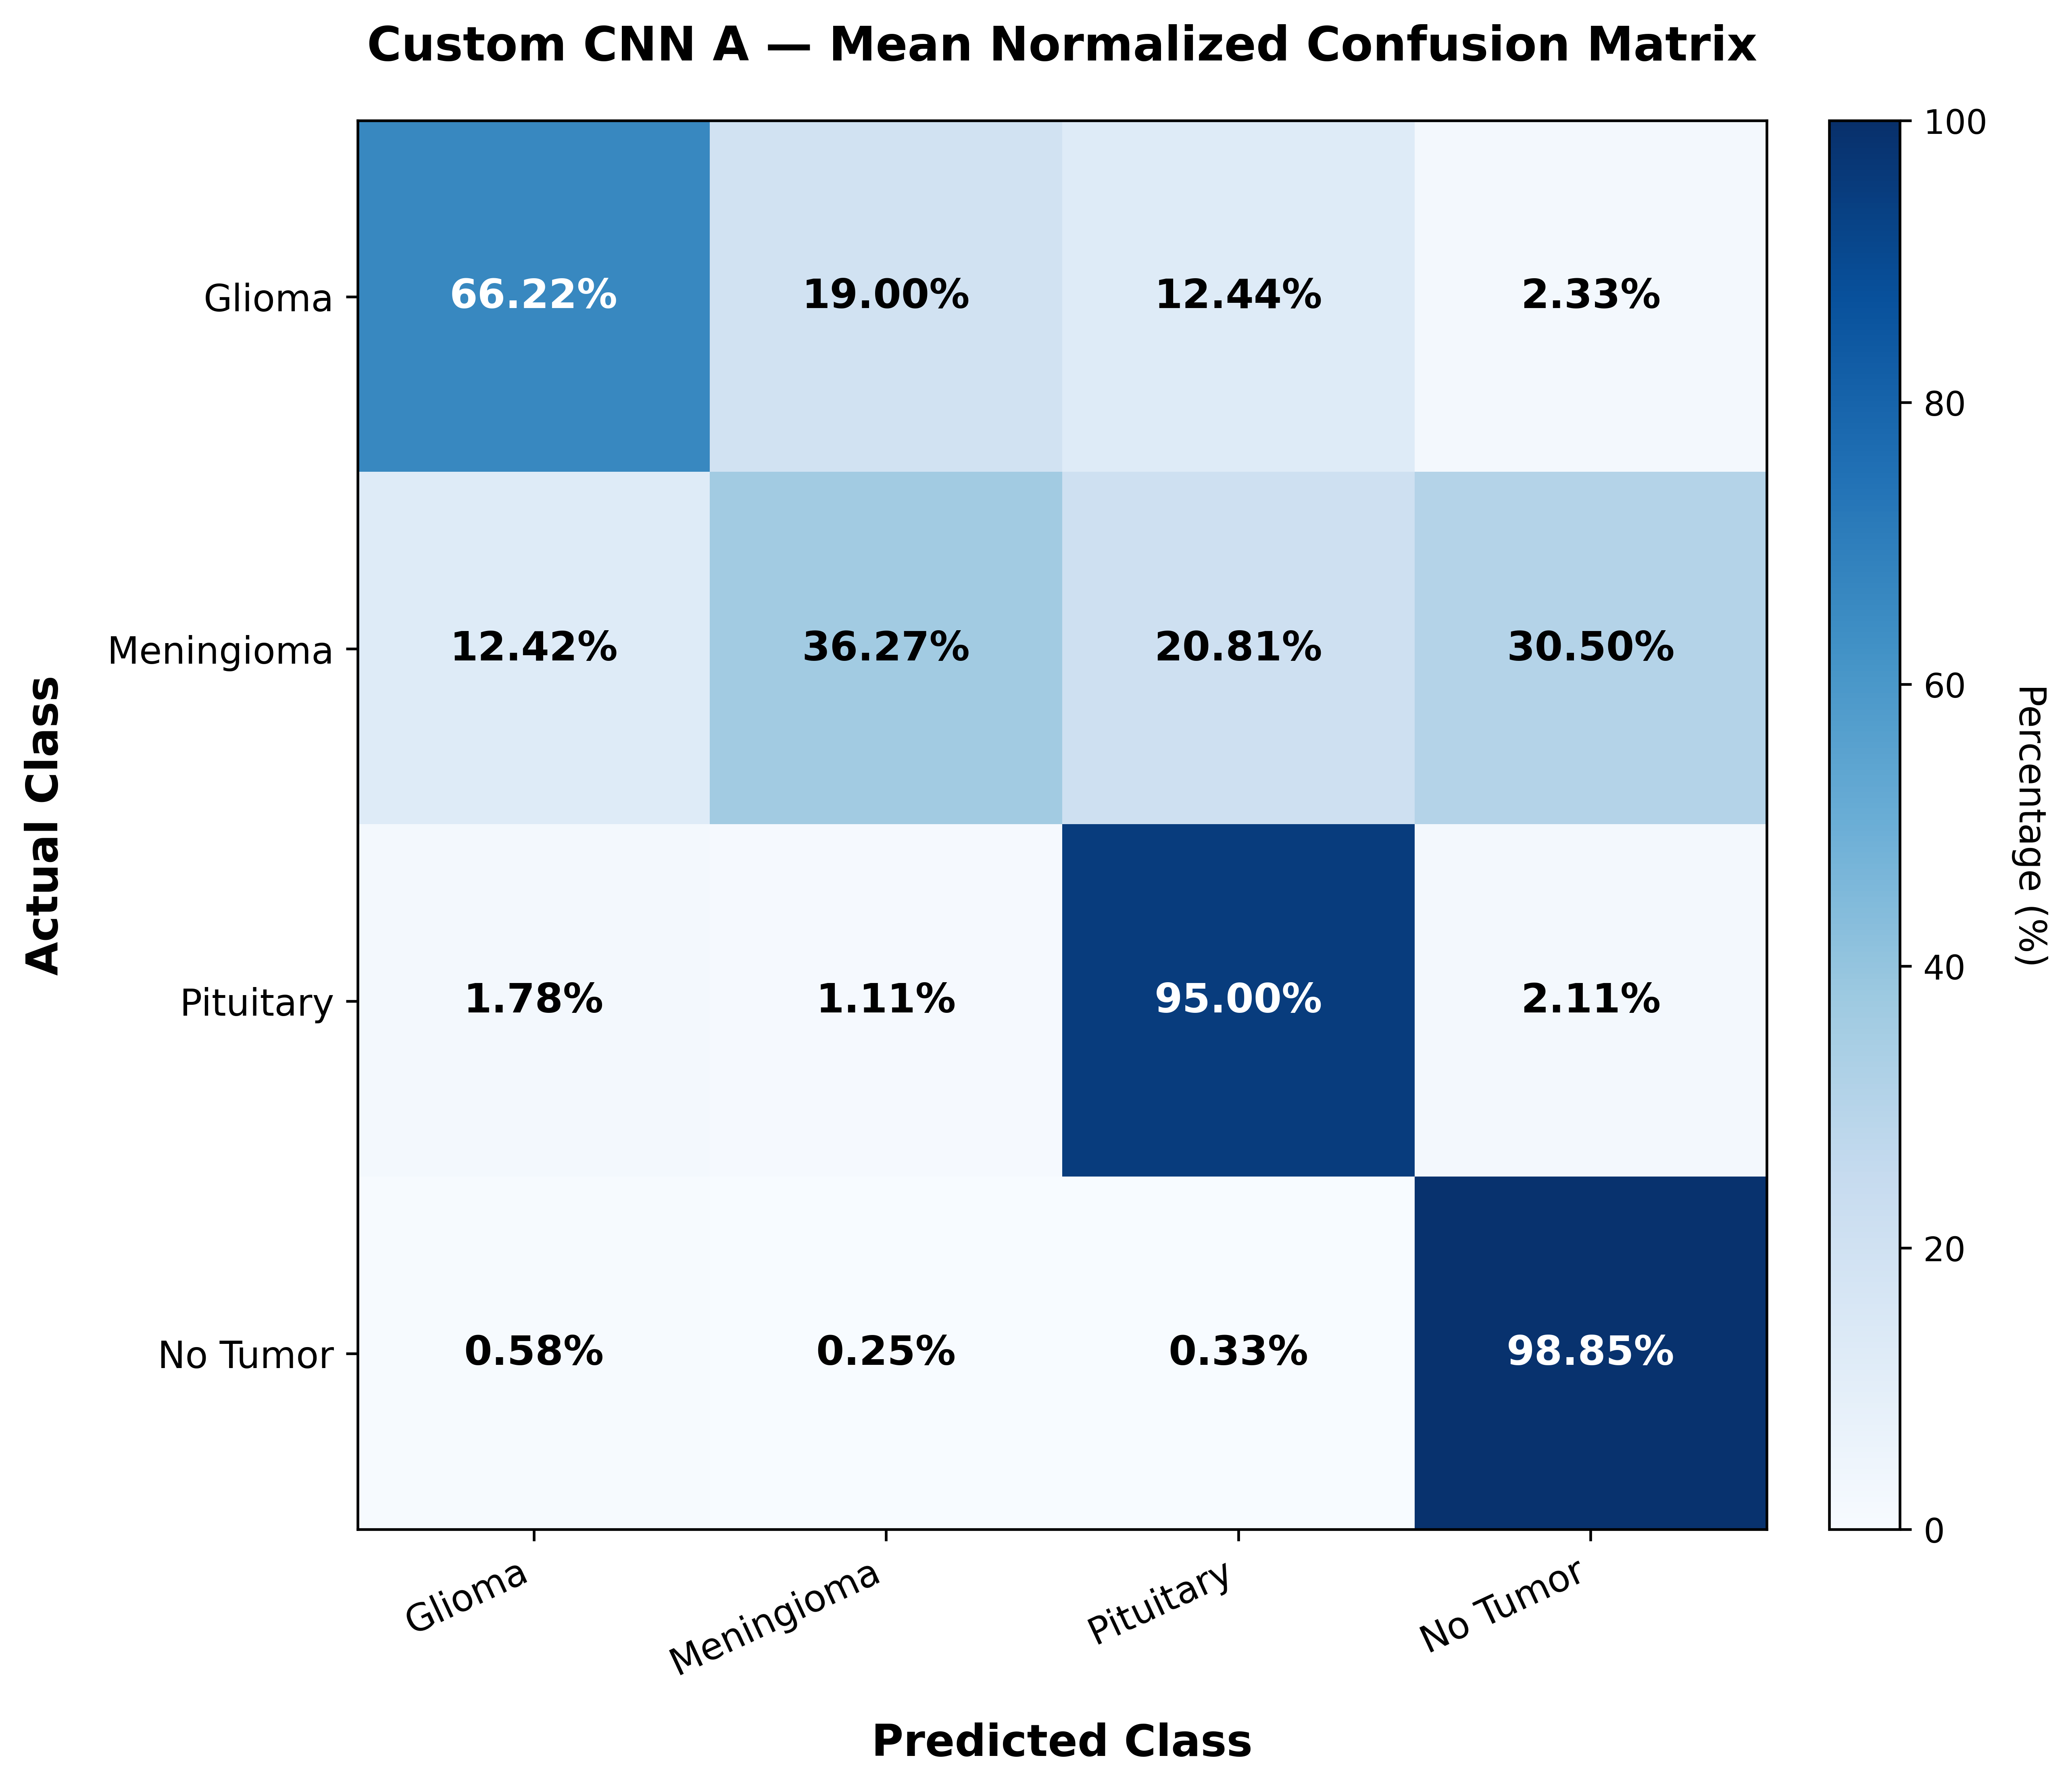 Custom CNN A — Mean Normalized Confusion Matrix
Actual Class
Glioma
66.22% 19.00% 12.44% 2.33%
Meningioma
12.42% 36.27% 20.81% 30.50%
Pituitary
1.78% 1.11% 95.00% 2.11%
No Tumor
0.58% 0.25% 0.33% 98.85%
Glioma
Meningioma
Pituitary
No Tumor
Predicted Class
100
80
60
40
20
0
Percentage (%)